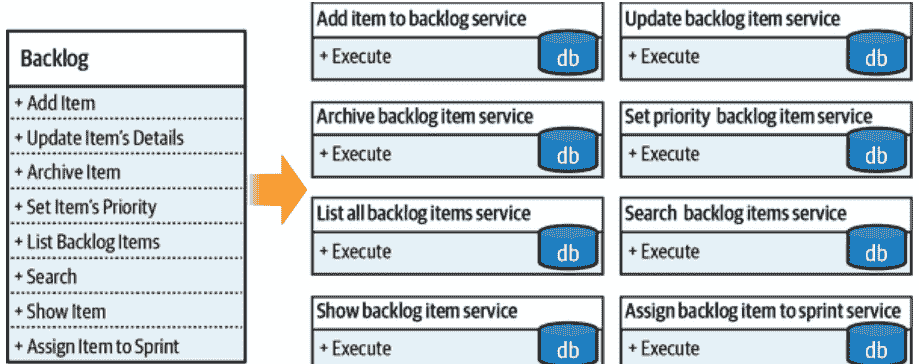 Backlog
+ Add Item
+ Update Item's Details
+ Archive Item
+ Set Item's Priority
+ List Backlog Items
+ Search
+ Show Item
+ Assign Item to Sprint
Add item to backlog service
+ Execute
db
Update backlog item service
+ Execute
db
Archive backlog item service
+ Execute
db
Set priority backlog item service
+ Execute
db
List all backlog items service
+ Execute
db
Search backlog items service
+ Execute
db
Show backlog item service
+ Execute
db
Assign backlog item to sprint service
+ Execute
db